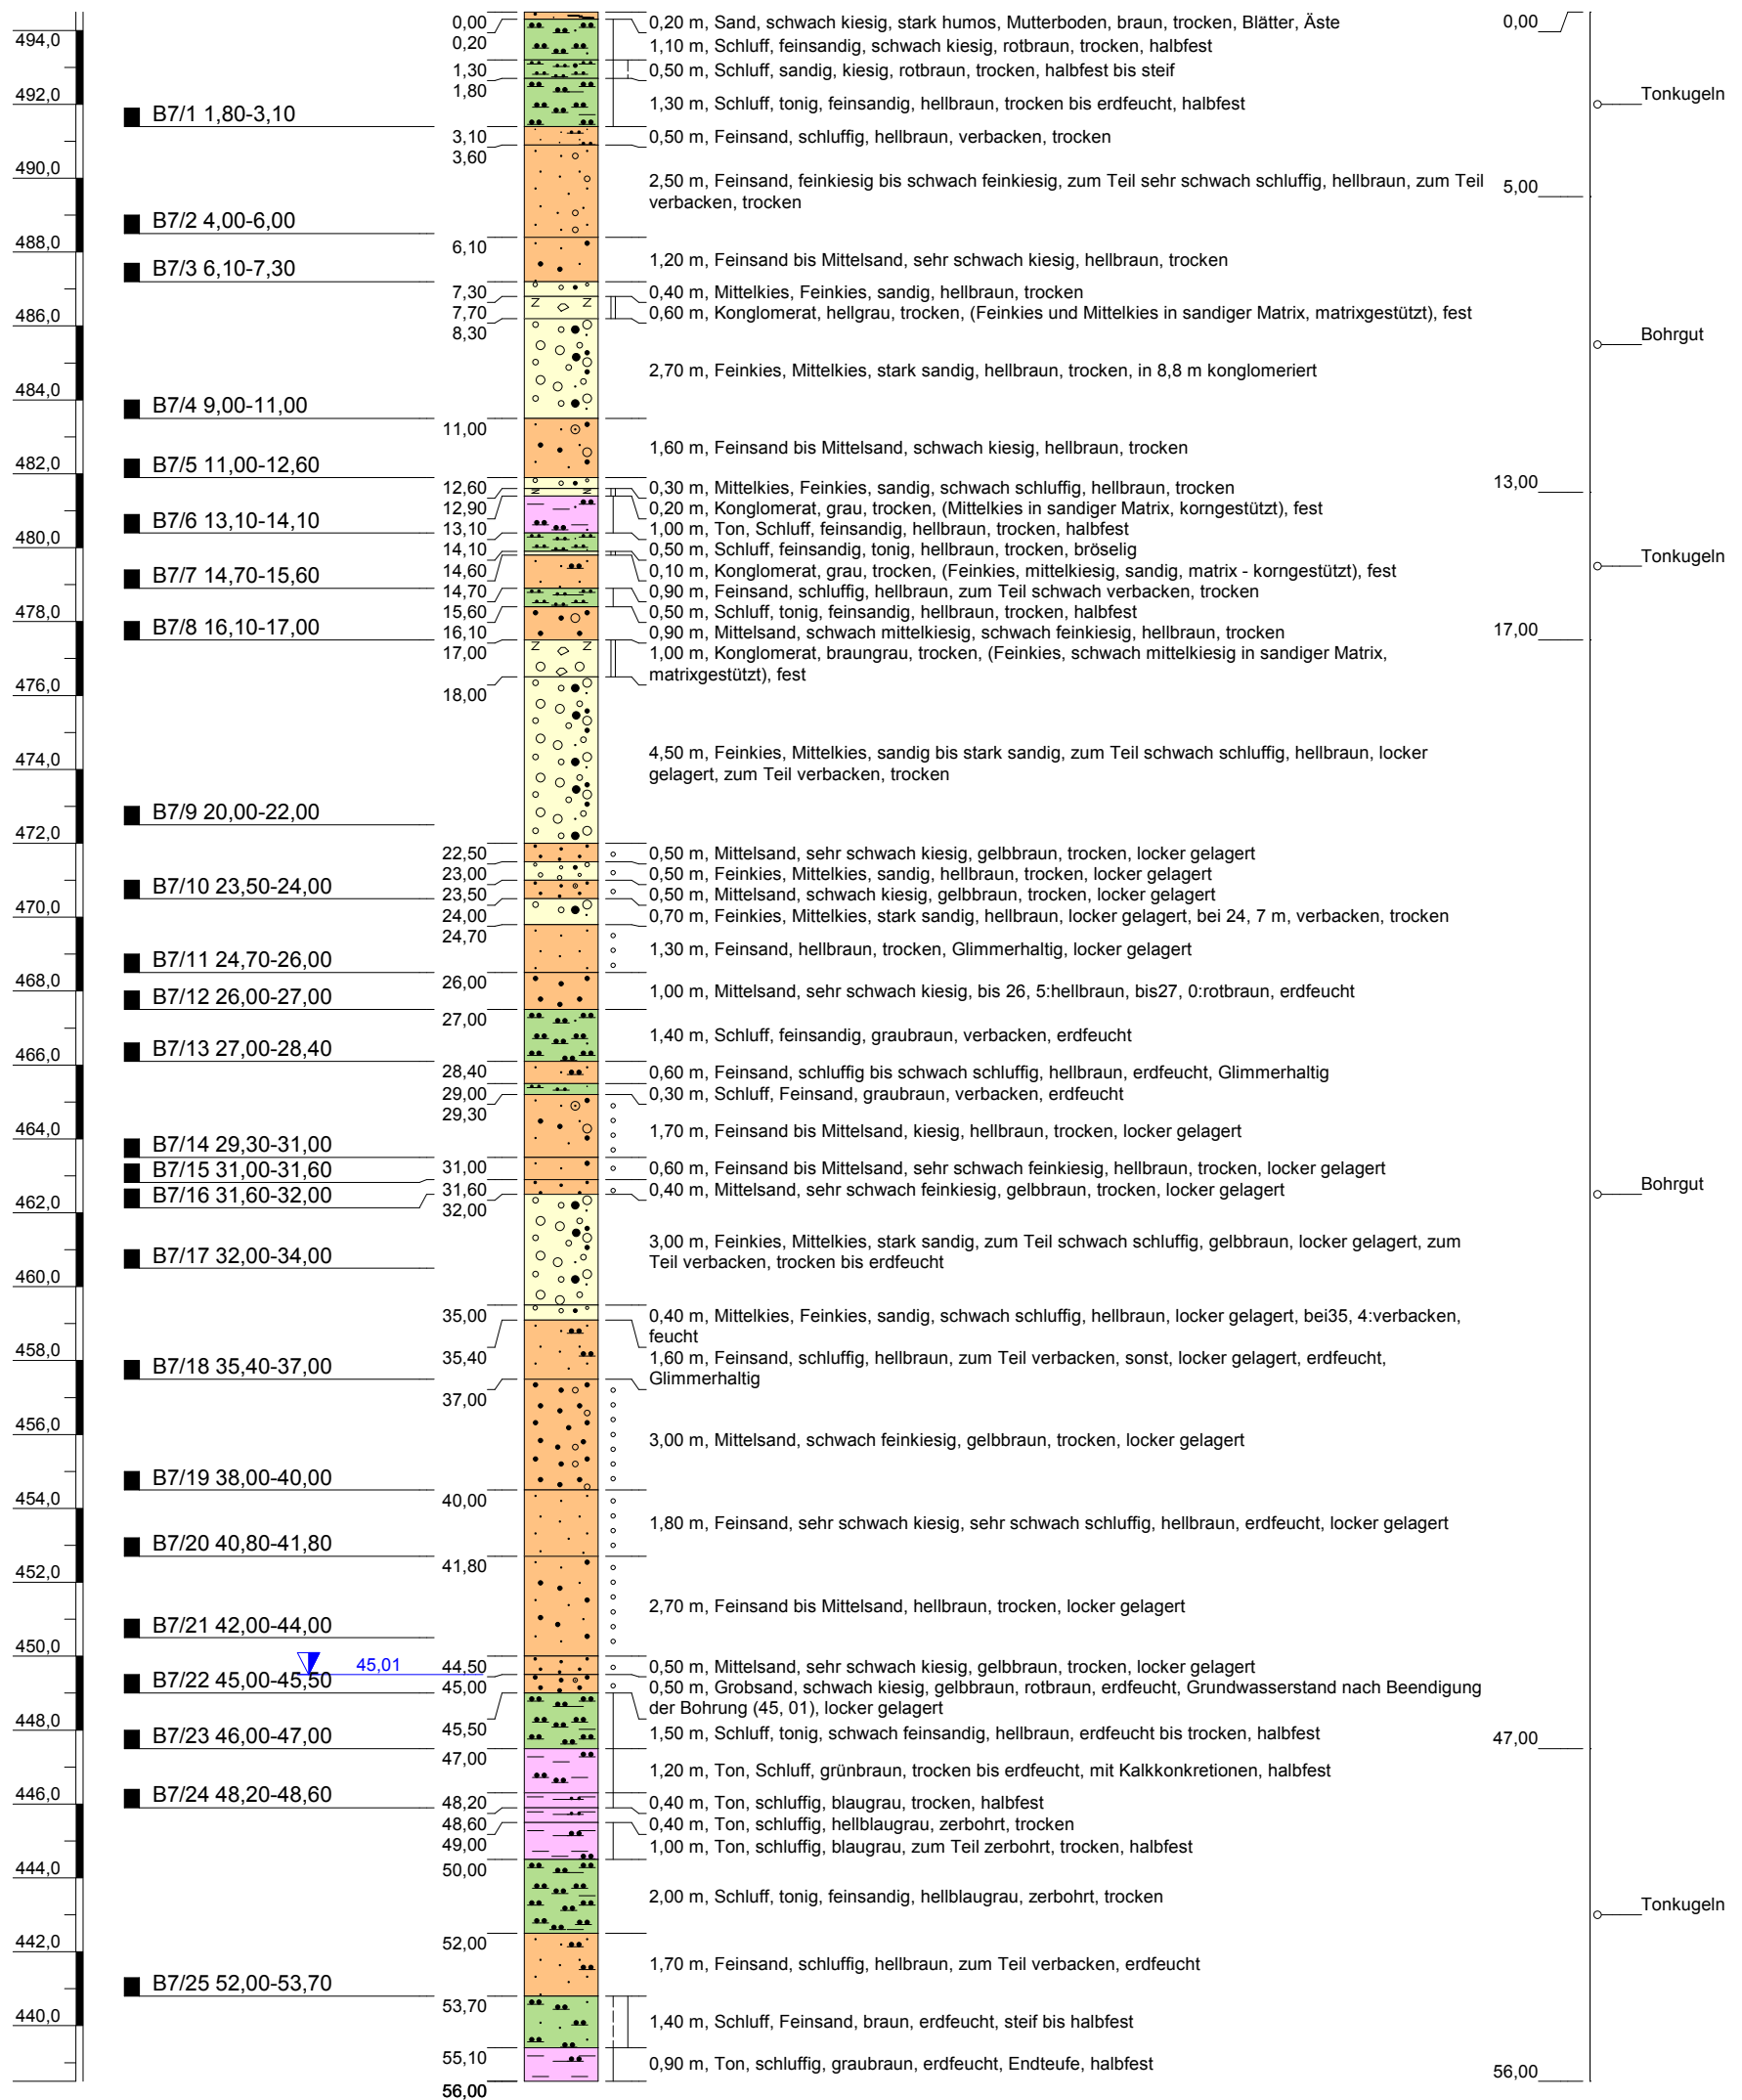 494,0
492,0
490,0
488,0
486,0
484,0
482,0
480,0
478,0
476,0
474,0
472,0
470,0
468,0
466,0
464,0
462,0
460,0
458,0
456,0
454,0
452,0
450,0
448,0
446,0
444,0
442,0
440,0
B7/1 1,80-3,10
B7/2 4,00-6,00
B7/3 6,10-7,30
B7/4 9,00-11,00
B7/5 11,00-12,60
B7/6 13,10-14,10
B7/7 14,70-15,60
B7/8 16,10-17,00
B7/9 20,00-22,00
B7/10 23,50-24,00
B7/11 24,70-26,00
B7/12 26,00-27,00
B7/13 27,00-28,40
B7/14 29,30-31,00
B7/15 31,00-31,60
B7/16 31,60-32,00
B7/17 32,00-34,00
B7/18 35,40-37,00
B7/19 38,00-40,00
B7/20 40,80-41,80
B7/21 42,00-44,00
45,01
B7/22 45,00-45,50
B7/23 46,00-47,00
B7/24 48,20-48,60
B7/25 52,00-53,70
0,00
0,20
1,30
1,80
3,10
3,60
6,10
7,30
7,70
8,30
11,00
12,60
12,90
13,10
14,10
14,60
14,70
15,60
16,10
17,00
18,00
22,50
23,00
23,50
24,00
24,70
26,00
27,00
28,40
29,00
29,30
31,00
31,60
32,00
35,00
35,40
37,00
40,00
41,80
44,50
45,00
45,50
47,00
48,20
48,60
49,00
50,00
52,00
53,70
55,10
56,00
0,20 m, Sand, schwach kiesig, stark humos, Mutterboden, braun, trocken, Blätter, Äste
1,10 m, Schluff, feinsandig, schwach kiesig, rotbraun, trocken, halbfest
0,50 m, Schluff, sandig, kiesig, rotbraun, trocken, halbfest bis steif
1,30 m, Schluff, tonig, feinsandig, hellbraun, trocken bis erdfeucht, halbfest
0,50 m, Feinsand, schluffig, hellbraun, verbacken, trocken
2,50 m, Feinsand, feinkiesig bis schwach feinkiesig, zum Teil sehr schwach schluffig, hellbraun, zum Teil
verbacken, trocken
1,20 m, Feinsand bis Mittelsand, sehr schwach kiesig, hellbraun, trocken
0,40 m, Mittelkies, Feinkies, sandig, hellbraun, trocken
0,60 m, Konglomerat, hellgrau, trocken, (Feinkies und Mittelkies in sandiger Matrix, matrixgestützt), fest
2,70 m, Feinkies, Mittelkies, stark sandig, hellbraun, trocken, in 8,8 m konglomeriert
1,60 m, Feinsand bis Mittelsand, schwach kiesig, hellbraun, trocken
0,30 m, Mittelkies, Feinkies, sandig, schwach schluffig, hellbraun, trocken
0,20 m, Konglomerat, grau, trocken, (Mittelkies in sandiger Matrix, korngestützt), fest
1,00 m, Ton, Schluff, feinsandig, hellbraun, trocken, halbfest
0,50 m, Schluff, feinsandig, tonig, hellbraun, trocken, bröselig
0,10 m, Konglomerat, grau, trocken, (Feinkies, mittelkiesig, sandig, matrix - korngestützt), fest
0,90 m, Feinsand, schluffig, hellbraun, zum Teil schwach verbacken, trocken
0,50 m, Schluff, tonig, feinsandig, hellbraun, trocken, halbfest
0,90 m, Mittelsand, schwach mittelkiesig, schwach feinkiesig, hellbraun, trocken
1,00 m, Konglomerat, braungrau, trocken, (Feinkies, schwach mittelkiesig in sandiger Matrix,
matrixgestützt), fest
4,50 m, Feinkies, Mittelkies, sandig bis stark sandig, zum Teil schwach schluffig, hellbraun, locker
gelagert, zum Teil verbacken, trocken
0,50 m, Mittelsand, sehr schwach kiesig, gelbbraun, trocken, locker gelagert
0,50 m, Feinkies, Mittelkies, sandig, hellbraun, trocken, locker gelagert
0,50 m, Mittelsand, schwach kiesig, gelbbraun, trocken, locker gelagert
0,70 m, Feinkies, Mittelkies, stark sandig, hellbraun, locker gelagert, bei 24, 7 m, verbacken, trocken
1,30 m, Feinsand, hellbraun, trocken, Glimmerhaltig, locker gelagert
1,00 m, Mittelsand, sehr schwach kiesig, bis 26, 5:hellbraun, bis27, 0:rotbraun, erdfeucht
1,40 m, Schluff, feinsandig, graubraun, verbacken, erdfeucht
0,60 m, Feinsand, schluffig bis schwach schluffig, hellbraun, erdfeucht, Glimmerhaltig
0,30 m, Schluff, Feinsand, graubraun, verbacken, erdfeucht
1,70 m, Feinsand bis Mittelsand, kiesig, hellbraun, trocken, locker gelagert
0,60 m, Feinsand bis Mittelsand, sehr schwach feinkiesig, hellbraun, trocken, locker gelagert
0,40 m, Mittelsand, sehr schwach feinkiesig, gelbbraun, trocken, locker gelagert
3,00 m, Feinkies, Mittelkies, stark sandig, zum Teil schwach schluffig, gelbbraun, locker gelagert, zum
Teil verbacken, trocken bis erdfeucht
0,40 m, Mittelkies, Feinkies, sandig, schwach schluffig, hellbraun, locker gelagert, bei35, 4:verbacken,
feucht
1,60 m, Feinsand, schluffig, hellbraun, zum Teil verbacken, sonst, locker gelagert, erdfeucht,
Glimmerhaltig
3,00 m, Mittelsand, schwach feinkiesig, gelbbraun, trocken, locker gelagert
1,80 m, Feinsand, sehr schwach kiesig, sehr schwach schluffig, hellbraun, erdfeucht, locker gelagert
2,70 m, Feinsand bis Mittelsand, hellbraun, trocken, locker gelagert
0,50 m, Mittelsand, sehr schwach kiesig, gelbbraun, trocken, locker gelagert
0,50 m, Grobsand, schwach kiesig, gelbbraun, rotbraun, erdfeucht, Grundwasserstand nach Beendigung
der Bohrung (45, 01), locker gelagert
1,50 m, Schluff, tonig, schwach feinsandig, hellbraun, erdfeucht bis trocken, halbfest
1,20 m, Ton, Schluff, grünbraun, trocken bis erdfeucht, mit Kalkkonkretionen, halbfest
0,40 m, Ton, schluffig, blaugrau, trocken, halbfest
0,40 m, Ton, schluffig, hellblaugrau, zerbohrt, trocken
1,00 m, Ton, schluffig, blaugrau, zum Teil zerbohrt, trocken, halbfest
2,00 m, Schluff, tonig, feinsandig, hellblaugrau, zerbohrt, trocken
1,70 m, Feinsand, schluffig, hellbraun, zum Teil verbacken, erdfeucht
1,40 m, Schluff, Feinsand, braun, erdfeucht, steif bis halbfest
0,90 m, Ton, schluffig, graubraun, erdfeucht, Endteufe, halbfest
0,00
5,00
13,00
17,00
47,00
56,00
Tonkugeln
Bohrgut
Tonkugeln
Bohrgut
Tonkugeln